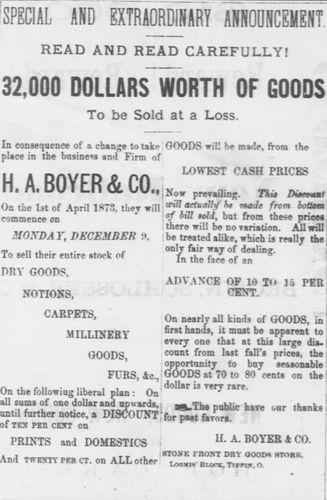 SPECIAL AND EXTRAORDINARY ANNOUNCEMENT.
READ AND READ CAREFULLY!
32,000 DOLLARS WORTH OF GOODS
To be Sold at a Loss.
In consequence of a change to take
place in the business and Firm of
H. A. BOYER & CO.,
On the 1st of April 1873, they will
commence on
MONDAY, DECEMBER 9.
To sell their entire stock of
DRY GOODS,
NOTIONS,
CARPETS,
MILLINERY
GOODS,
FURS, &c.,
On the following liberal plan: On
all sums of one dollar and upwards,
until further notice, a DISCOUNT
of TEN PER CENT on
PRINTS and DOMESTICS
And TWENTY PER CT. on ALL other
GOODS will be made, from the
LOWEST CASH PRICES
Now prevailing. This Discount
will actually be made from bottom
of bill sold, but from these prices
there will be no variation. All will
be treated alike, which is really the
only fair way of dealing.
In the face of an
ADVANCE OF 10 TO 15 PER
CENT.
On nearly all kinds of GOODS, in
first hands, it must be apparent to
every one that at this large dis-
count from last fall's prices, the
opportunity to buy seasonable
GOODS at 70 to 80 cents on the
dollar is very rare.
The public have our thanks
for past favors.
H. A. BOYER & CO.
STONE FRONT DRY GOODS STORE.
LOOMIS' BLOCK, TIFFIN, O.